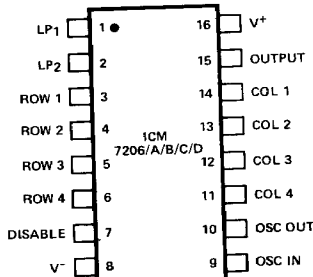 LP1 1 16 V+
LP2 2 15 OUTPUT
ROW 1 3 14 COL 1
ROW 2 4 13 COL 2
ICM
7206/A/B/C/D
ROW 3 5 12 COL 3
ROW 4 6 11 COL 4
DISABLE 7 10 OSC OUT
V- 8 9 OSC IN